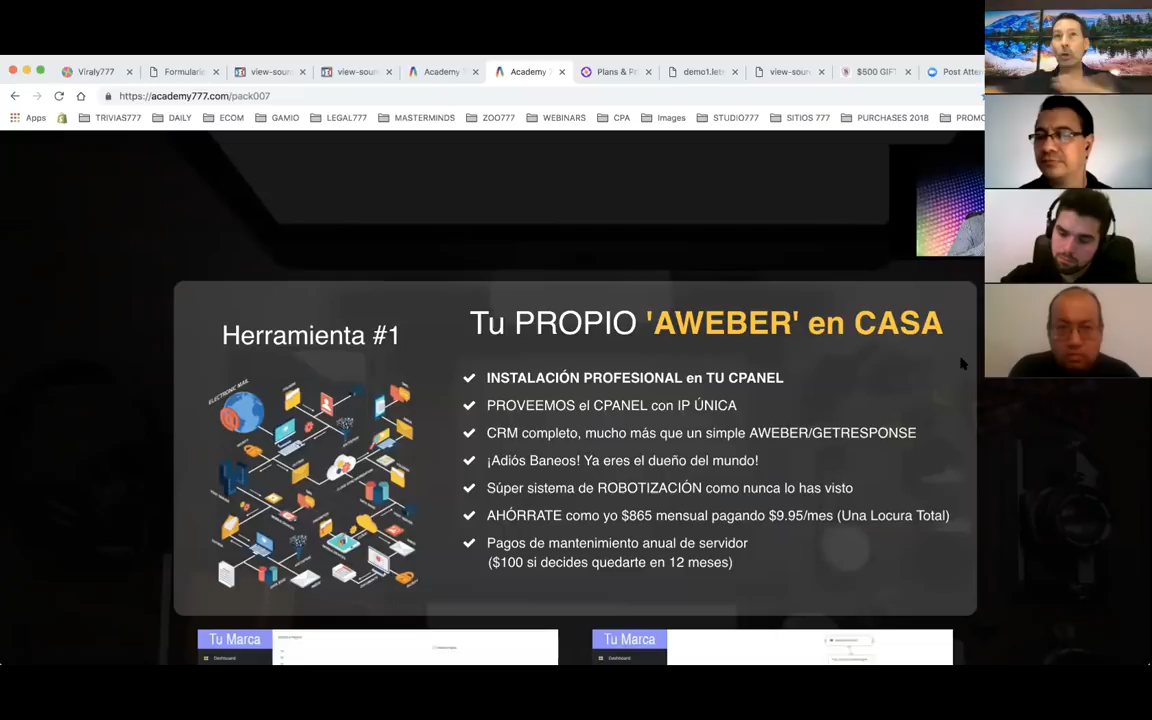 Viraly777
Formulari
view-sour
view-sour
Academy
Academy
Plans & P
demo1.let
view-sour
$500 GIF
Post Atten
https://academy777.com/pack007
Apps
TRIVIAS777
DAILY
ECOM
GAMIO
LEGAL777
MASTERMINDS
ZOO777
WEBINARS
CPA
Images
STUDIO777
SITIOS 777
PURCHASES 2018
PROMO
Herramienta #1
ELECTRONIC MAIL
Tu PROPIO 'AWEBER' en CASA
INSTALACIÓN PROFESIONAL en TU CPANEL
PROVEEMOS el CPANEL con IP ÚNICA
CRM completo, mucho más que un simple AWEBER/GETRESPONSE
¡Adiós Baneos! Ya eres el dueño del mundo!
Súper sistema de ROBOTIZACIÓN como nunca lo has visto
AHÓRRATE como yo $865 mensual pagando $9.95/mes (Una Locura Total)
Pagos de mantenimiento anual de servidor
($100 si decides quedarte en 12 meses)
Tu Marca
Dashboard
Tu Marca
Dashboard